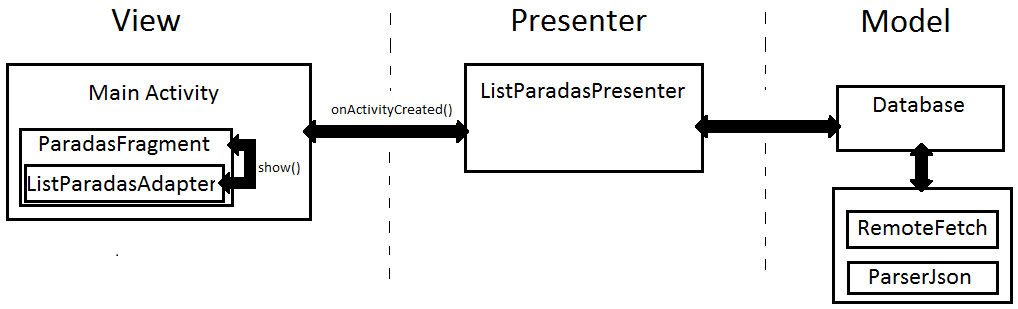 View
Presenter
Model
Main Activity
ParadasFragment
ListParadasAdapter
show()
onActivityCreated()
ListParadasPresenter
Database
RemoteFetch
ParserJson